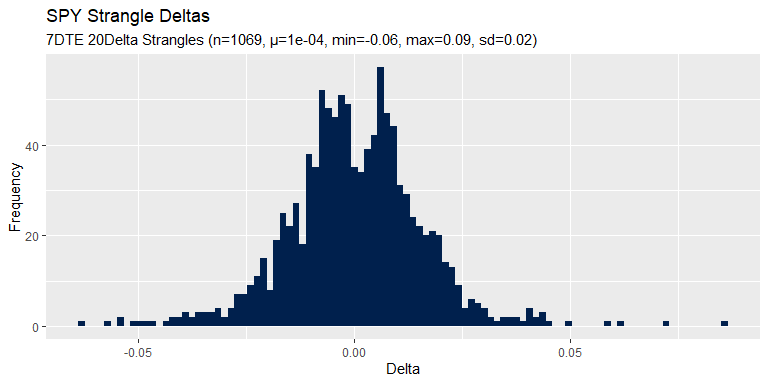 SPY Strangle Deltas
7DTE 20Delta Strangles (n=1069, μ=1e-04, min=-0.06, max=0.09, sd=0.02)
Frequency
40
20
0
-0.05
0.00
0.05
Delta